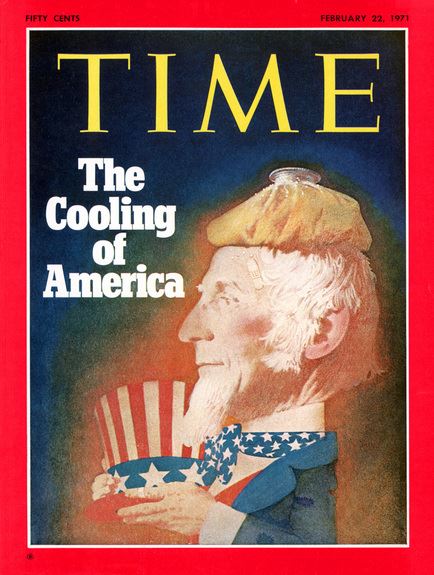 FIFTY CENTS
FEBRUARY 22, 1971
TIME
The
Cooling
of
America
®